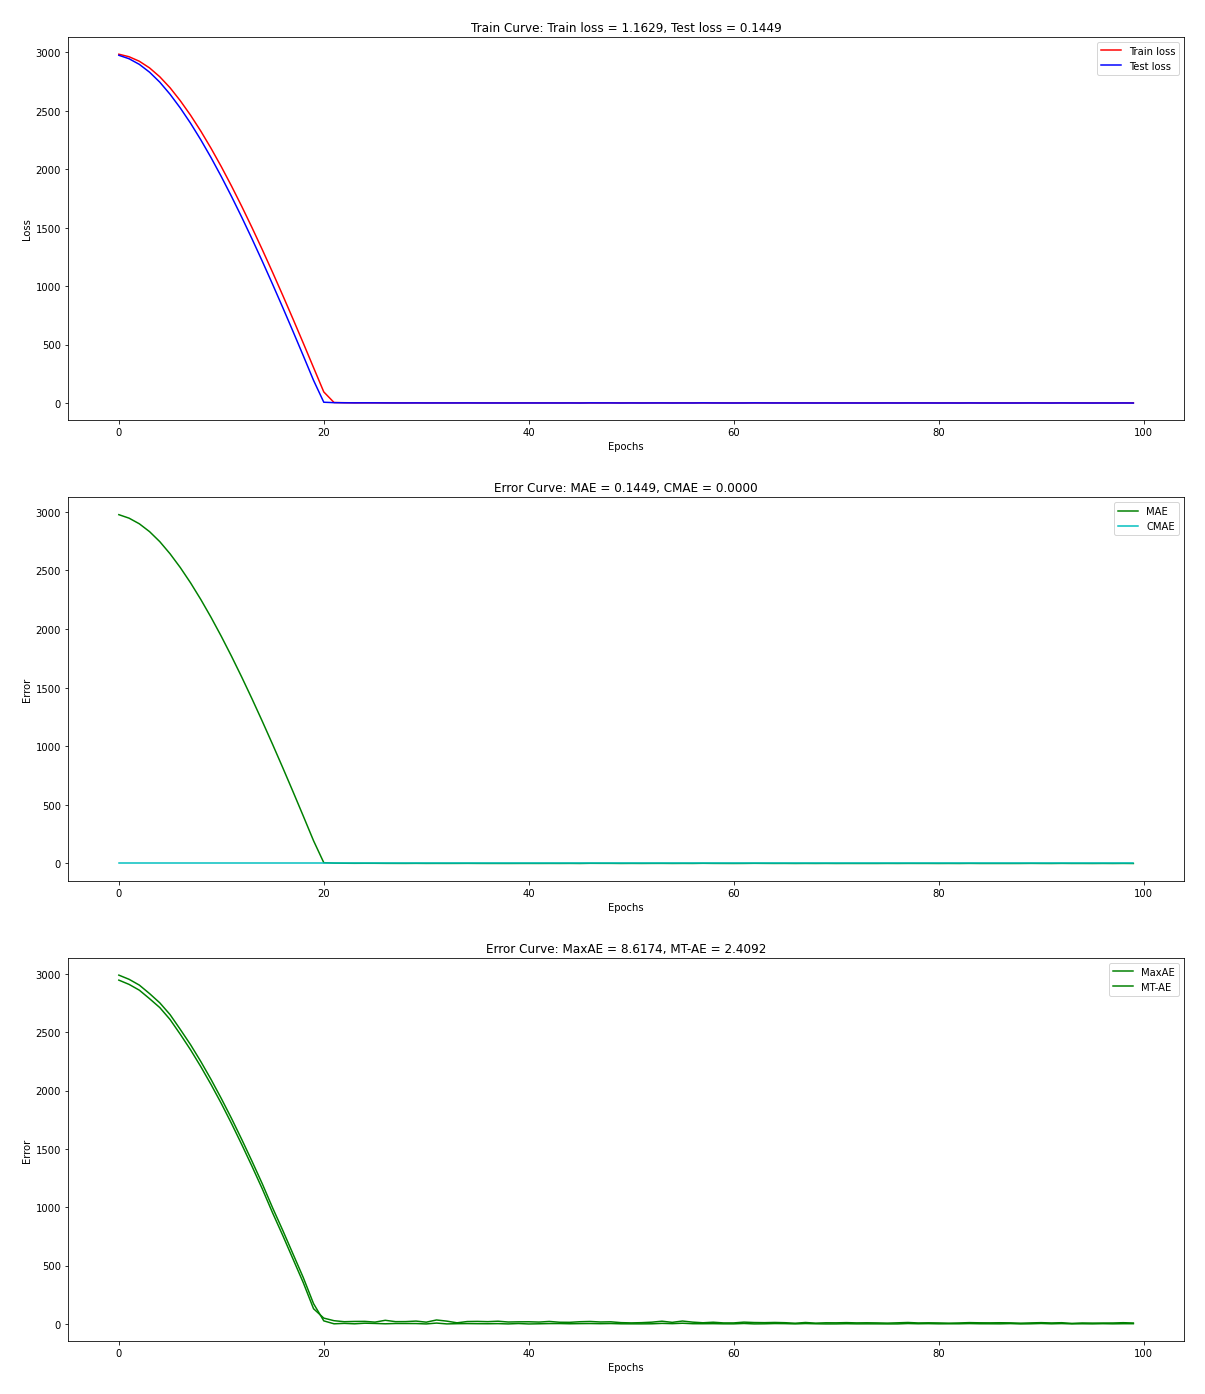 Train Curve: Train loss = 1.1629, Test loss = 0.1449
Train loss
Test loss
3000
2500
2000
1500
1000
500
0
Loss
0 20 40 60 80 100
Epochs
Error Curve: MAE = 0.1449, CMAE = 0.0000
MAE
CMAE
3000
2500
2000
1500
1000
500
0
Error
0 20 40 60 80 100
Epochs
Error Curve: MaxAE = 8.6174, MT-AE = 2.4092
MaxAE
MT-AE
3000
2500
2000
1500
1000
500
0
Error
0 20 40 60 80 100
Epochs